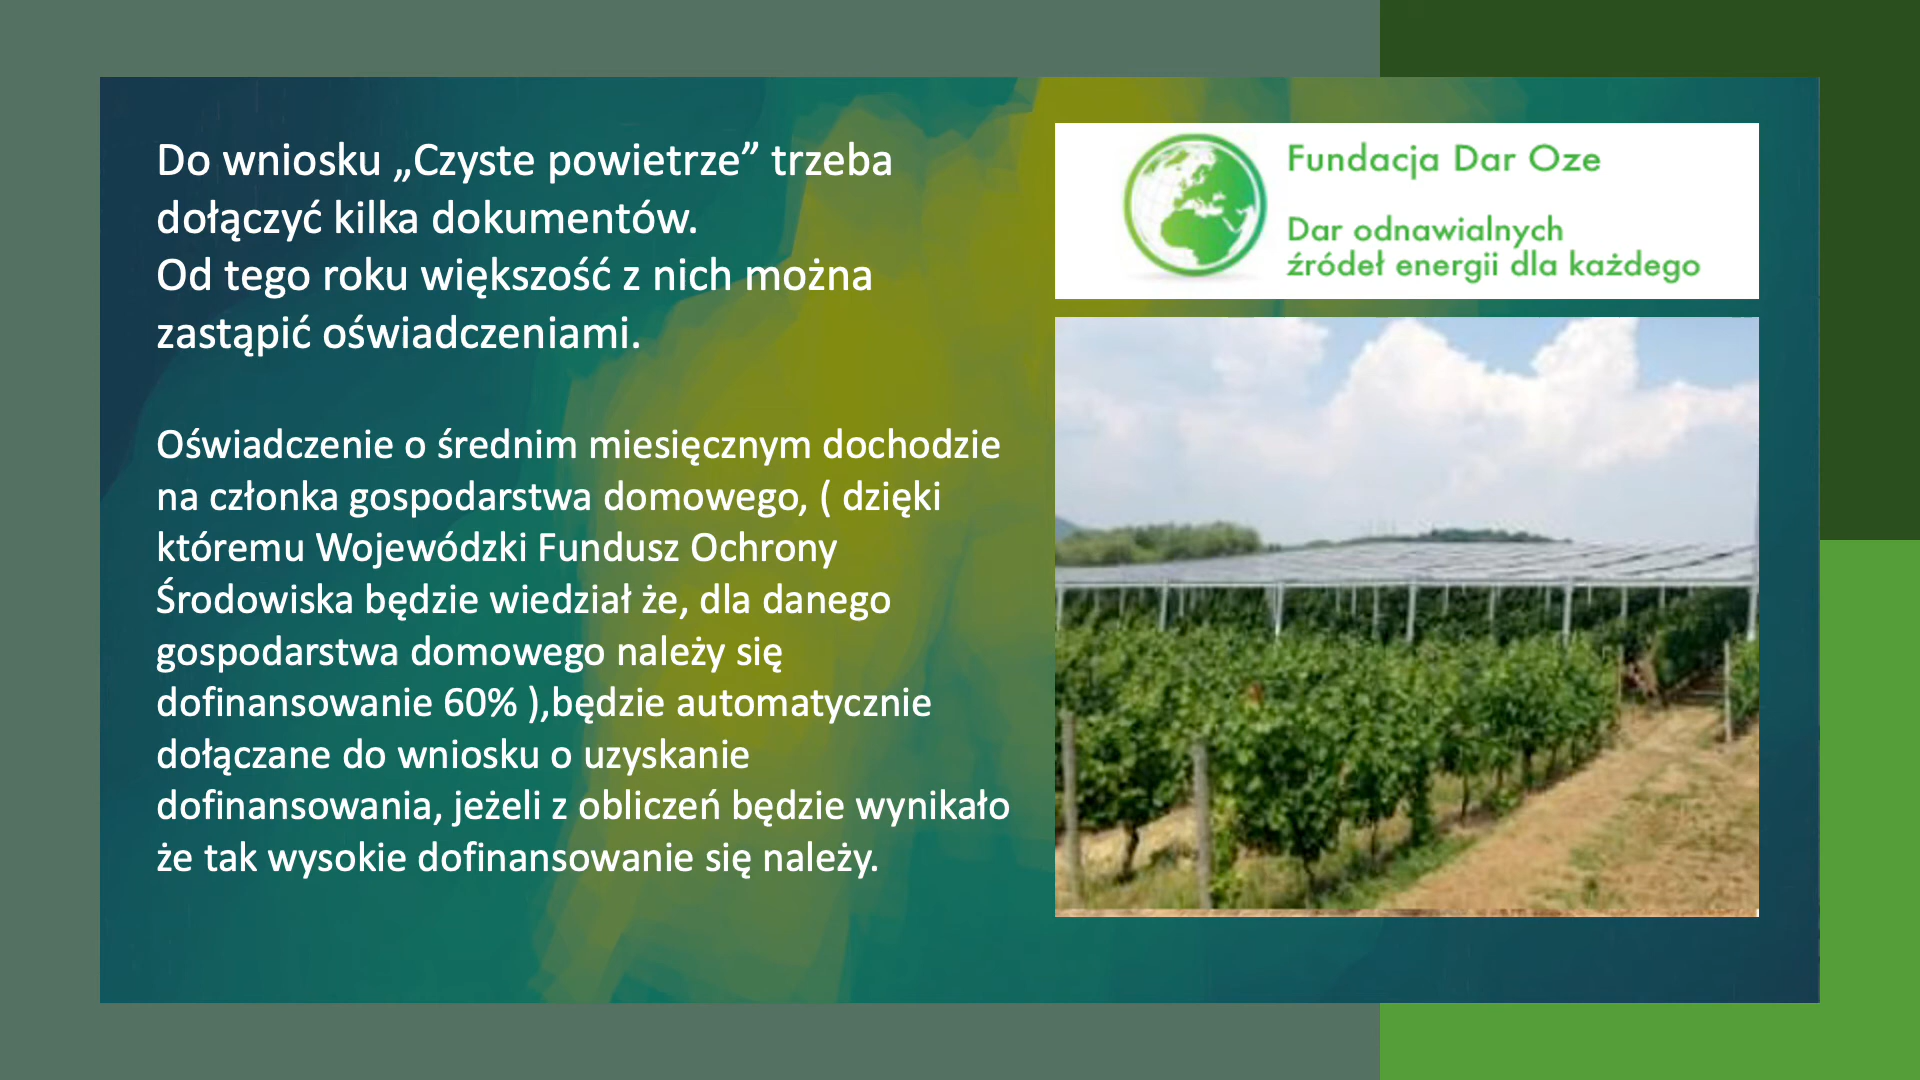 Do wniosku „Czyste powietrze” trzeba
dołączyć kilka dokumentów.
Od tego roku większość z nich można
zastąpić oświadczeniami.
Oświadczenie o średnim miesięcznym dochodzie
na członka gospodarstwa domowego, ( dzięki
któremu Wojewódzki Fundusz Ochrony
Środowiska będzie wiedział że, dla danego
gospodarstwa domowego należy się
dofinansowanie 60% ),będzie automatycznie
dołączane do wniosku o uzyskanie
dofinansowania, jeżeli z obliczeń będzie wynikało
że tak wysokie dofinansowanie się należy.
Fundacja Dar Oze
Dar odnawialnych
źródeł energii dla każdego